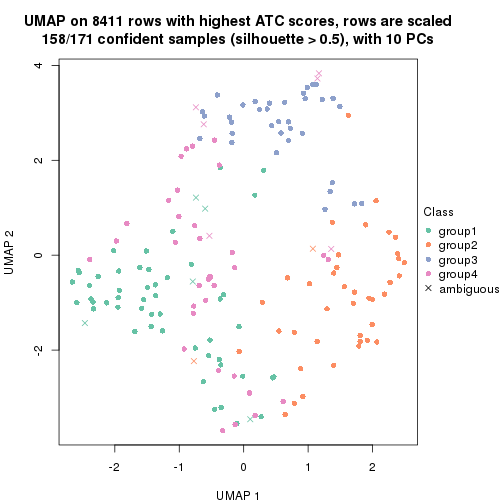 UMAP on 8411 rows with highest ATC scores, rows are scaled
158/171 confident samples (silhouette > 0.5), with 10 PCs
4
2
0
-2
UMAP 2
-2
-1
0
1
2
UMAP 1
Class
group1
group2
group3
group4
ambiguous